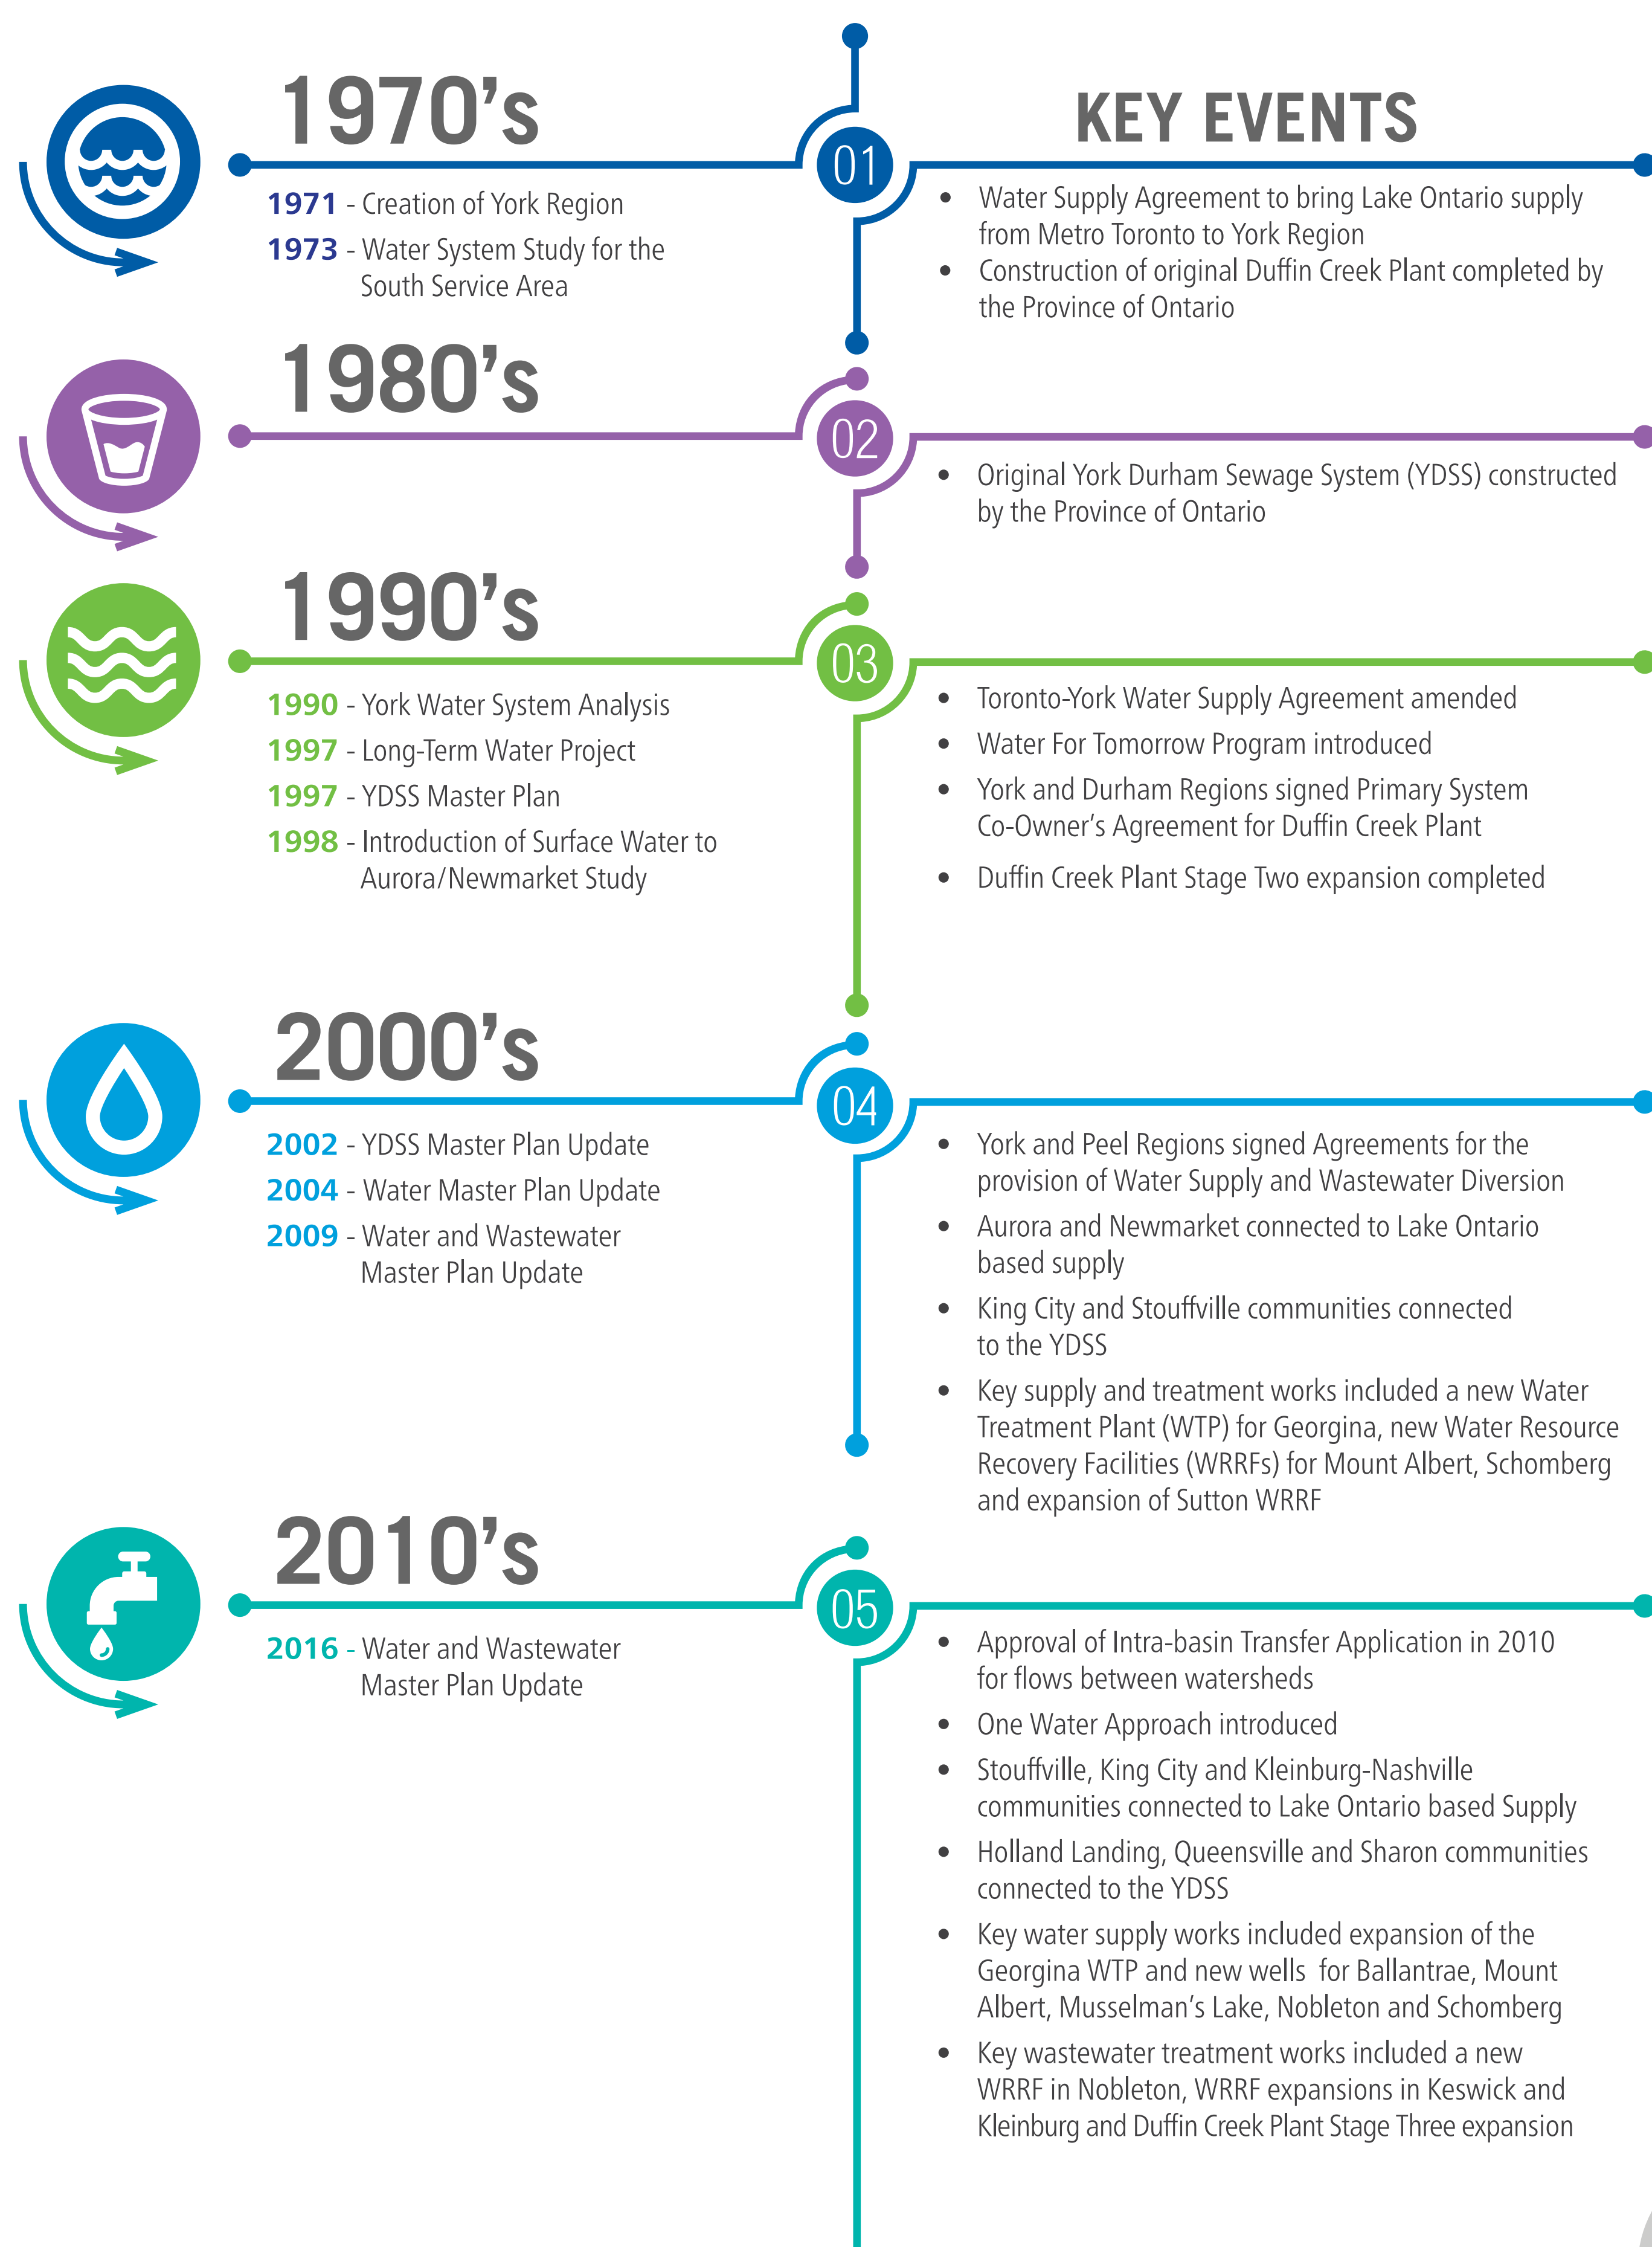 1970's
01
KEY EVENTS
1971 - Creation of York Region
1973 - Water System Study for the
South Service Area
• Water Supply Agreement to bring Lake Ontario supply
from Metro Toronto to York Region
• Construction of original Duffin Creek Plant completed by
the Province of Ontario
1980's
02
• Original York Durham Sewage System (YDSS) constructed
by the Province of Ontario
1990's
03
1990 - York Water System Analysis
1997 - Long-Term Water Project
1997 - YDSS Master Plan
1998 - Introduction of Surface Water to
Aurora/Newmarket Study
• Toronto-York Water Supply Agreement amended
• Water For Tomorrow Program introduced
• York and Durham Regions signed Primary System
Co-Owner's Agreement for Duffin Creek Plant
• Duffin Creek Plant Stage Two expansion completed
2000's
04
2002 - YDSS Master Plan Update
2004 - Water Master Plan Update
2009 - Water and Wastewater
Master Plan Update
• York and Peel Regions signed Agreements for the
provision of Water Supply and Wastewater Diversion
• Aurora and Newmarket connected to Lake Ontario
based supply
• King City and Stouffville communities connected
to the YDSS
• Key supply and treatment works included a new Water
Treatment Plant (WTP) for Georgina, new Water Resource
Recovery Facilities (WRRFs) for Mount Albert, Schomberg
and expansion of Sutton WRRF
2010's
05
2016 - Water and Wastewater
Master Plan Update
• Approval of Intra-basin Transfer Application in 2010
for flows between watersheds
• One Water Approach introduced
• Stouffville, King City and Kleinburg-Nashville
communities connected to Lake Ontario based Supply
• Holland Landing, Queensville and Sharon communities
connected to the YDSS
• Key water supply works included expansion of the
Georgina WTP and new wells for Ballantrae, Mount
Albert, Musselman's Lake, Nobleton and Schomberg
• Key wastewater treatment works included a new
WRRF in Nobleton, WRRF expansions in Keswick and
Kleinburg and Duffin Creek Plant Stage Three expansion